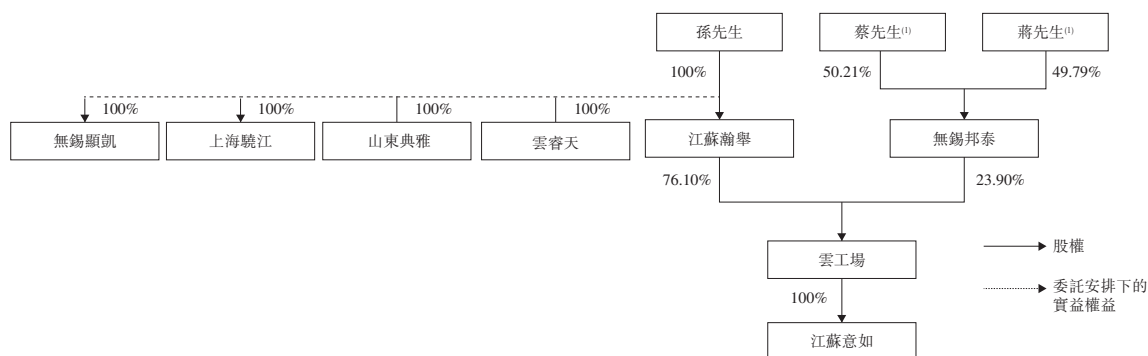 孫先生
蔡先生⁽¹⁾
蔣先生⁽¹⁾
100%
50.21%
49.79%
100%
100%
100%
100%
無錫顯凱
上海驍江
山東典雅
雲睿天
江蘇瀚舉
無錫邦泰
76.10%
23.90%
雲工場
股權
100%
委託安排下的
實益權益
江蘇意如